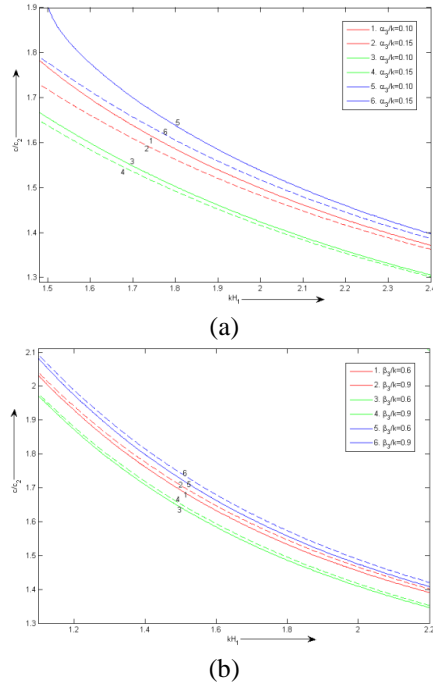 1.9
1.8
1.7
1.6
1.5
1.4
1.3
c/c2
1. α3/k=0.10
2. α3/k=0.15
3. α3/k=0.10
4. α3/k=0.15
5. α3/k=0.10
6. α3/k=0.15
5
6
1
2
3
4
1.5 1.6 1.7 1.8 1.9 2 2.1 2.2 2.3 2.4
kH1
(a)
2.1
2
1.9
1.8
1.7
1.6
1.5
1.4
1.3
c/c2
1. β3/k=0.6
2. β3/k=0.9
3. β3/k=0.6
4. β3/k=0.9
5. β3/k=0.6
6. β3/k=0.9
6
2 5
1
4
3
1.2 1.4 1.6 1.8 2 2.2
kH1
(b)